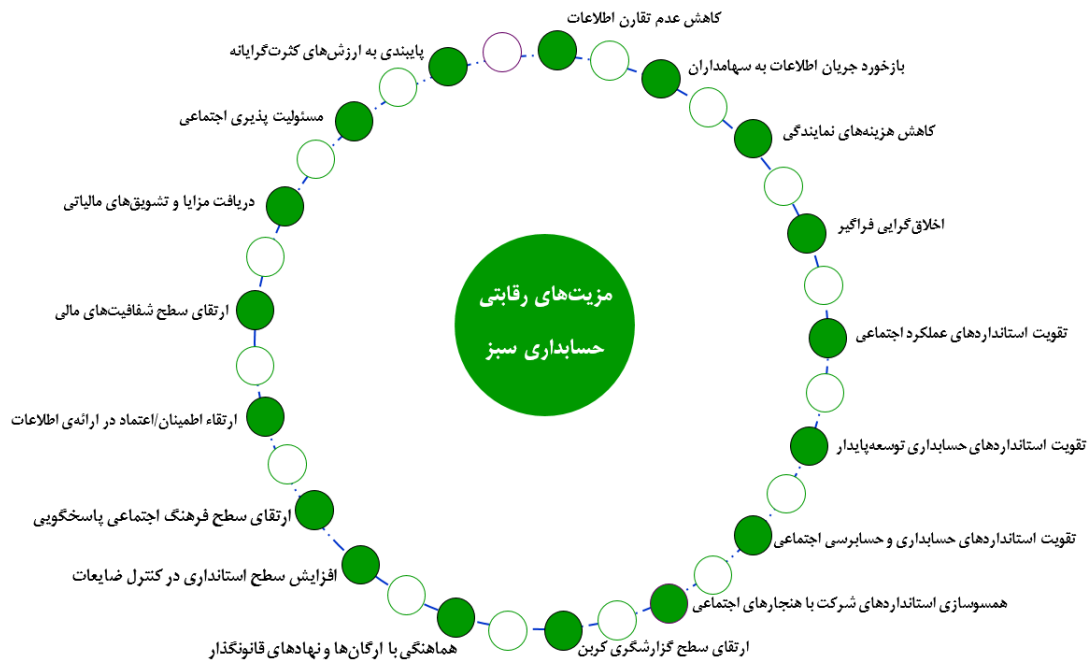 مزیت‌های رقابتی
حسابداری سبز
کاهش عدم تقارن اطلاعات
بازخورد جریان اطلاعات به سهامداران
کاهش هزینه‌های نمایندگی
اخلاق‌گرایی فراگیر
تقویت استانداردهای عملکرد اجتماعی
تقویت استانداردهای حسابداری توسعه‌پایدار
تقویت استانداردهای حسابداری و حسابرسی اجتماعی
همسوسازی استانداردهای شرکت با هنجارهای اجتماعی
ارتقای سطح گزارشگری کربن
هماهنگی با ارگان‌ها و نهادهای قانونگذار
افزایش سطح استانداری در کنترل ضایعات
ارتقای سطح فرهنگ اجتماعی پاسخگویی
ارتقاء اطمینان/اعتماد در ارائه‌ی اطلاعات
ارتقای سطح شفافیت‌های مالی
دریافت مزایا و تشویق‌های مالیاتی
مسئولیت پذیری اجتماعی
پایبندی به ارزش‌های کثرت‌گرایانه